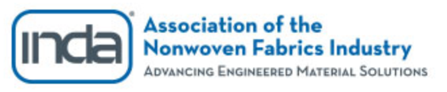 inda®
Association of the
Nonwoven Fabrics Industry
ADVANCING ENGINEERED MATERIAL SOLUTIONS